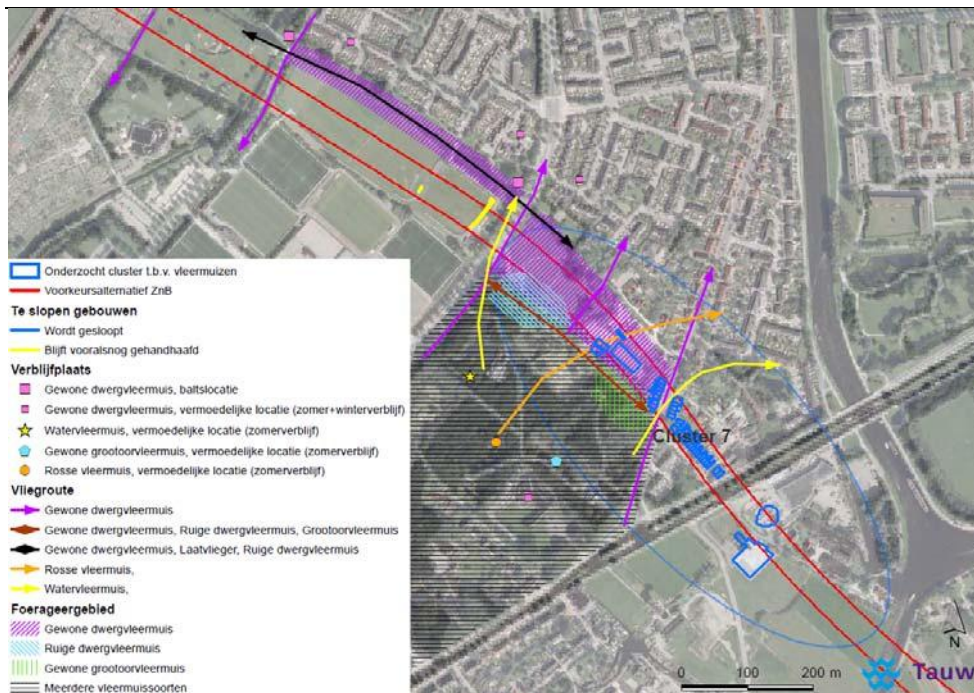 Onderzocht cluster t.b.v. vleermuizen
Voorkeursalternatief ZnB
Te slopen gebouwen
Wordt gesloopt
Blijft vooralsnog gehandhaafd
Verblijfplaats
Gewone dwergvleermuis, baltslocatie
Gewone dwergvleermuis, vermoedelijke locatie (zomer+winterverblijf)
Watervleermuis, vermoedelijke locatie (zomerverblijf)
Gewone grootoorvleermuis, vermoedelijke locatie (zomerverblijf)
Rosse vleermuis, vermoedelijke locatie (zomerverblijf)
Vliegroute
Gewone dwergvleermuis
Gewone dwergvleermuis, Ruige dwergvleermuis, Grootoorvleermuis
Gewone dwergvleermuis, Laatvlieger, Ruige dwergvleermuis
Rosse vleermuis,
Watervleermuis,
Foerageergebied
Gewone dwergvleermuis
Ruige dwergvleermuis
Gewone grootoorvleermuis
Meerdere vleermuissoorten
Cluster 7
N
0 100 200 m
Tauw